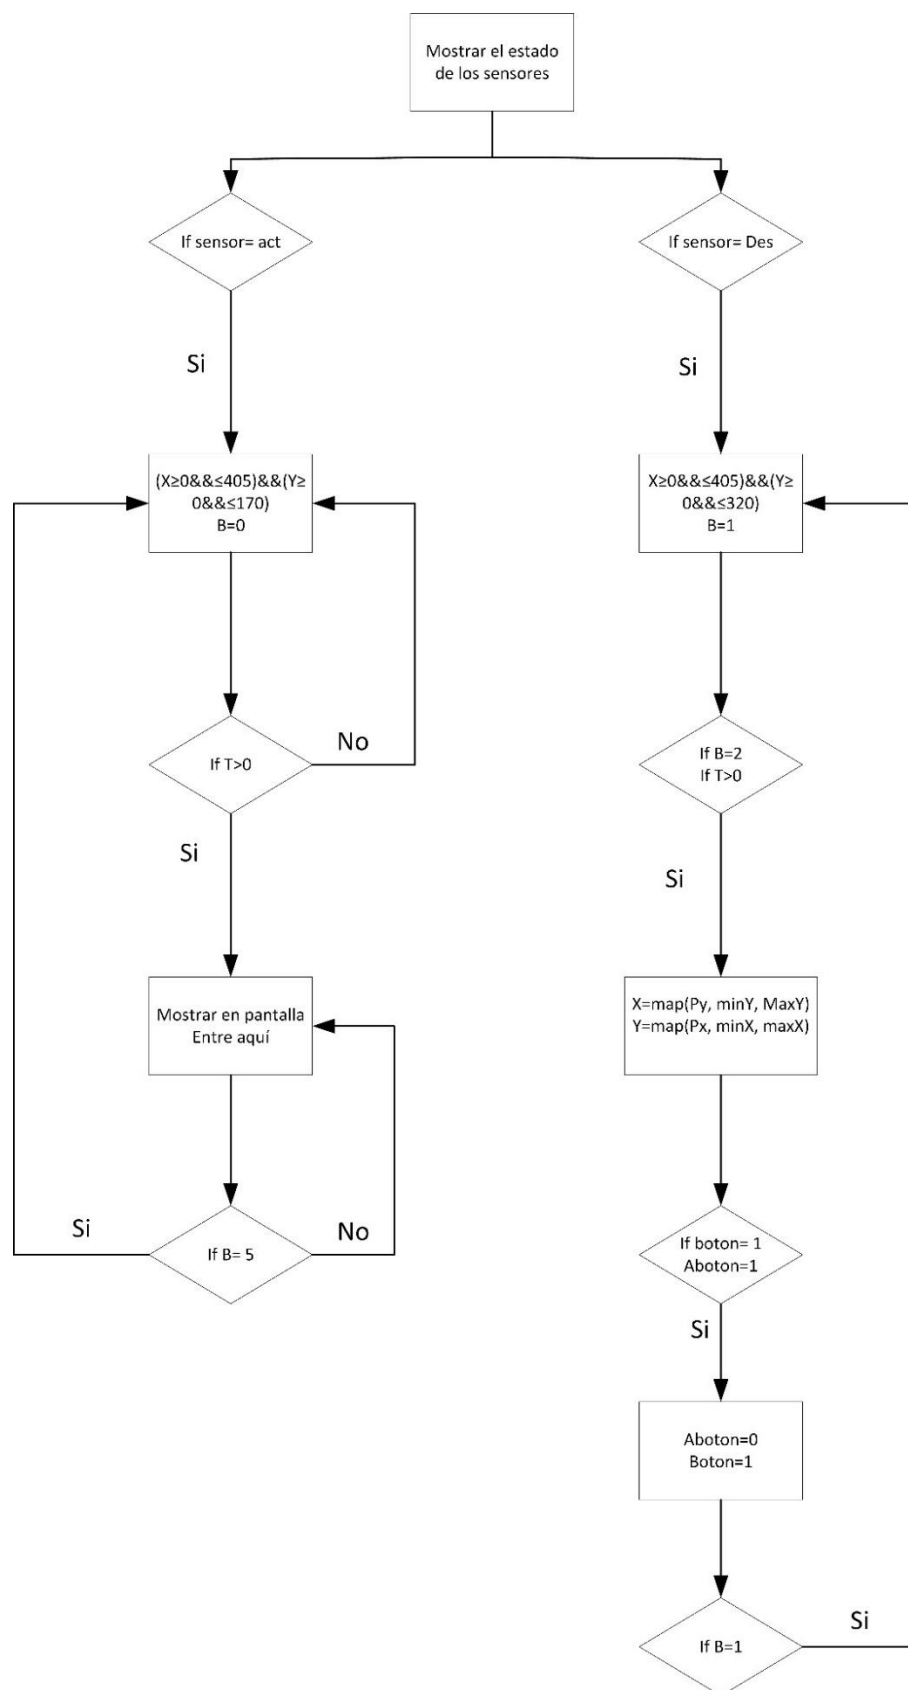 Mostrar el estado
de los sensores
If sensor= act
If sensor= Des
Si
Si
(X≥0&&≤405)&&(Y≥
0&&≤170)
B=0
X≥0&&≤405)&&(Y≥
0&&≤320)
B=1
If T>0
No
If B=2
If T>0
Si
Si
Mostrar en pantalla
Entre aquí
X=map(Py, minY, MaxY)
Y=map(Px, minX, maxX)
Si
If B= 5
No
If boton= 1
Aboton=1
Si
Aboton=0
Boton=1
If B=1
Si